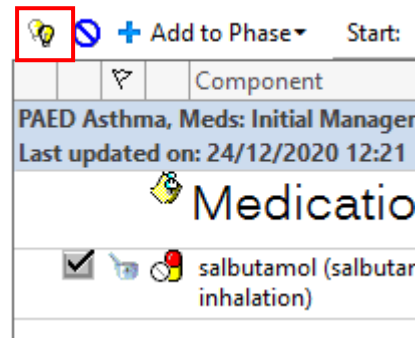 Add to Phase Start:
Component
PAED Asthma, Meds: Initial Manager
Last updated on: 24/12/2020 12:21
Medicatio
salbutamol (salbutar
inhalation)